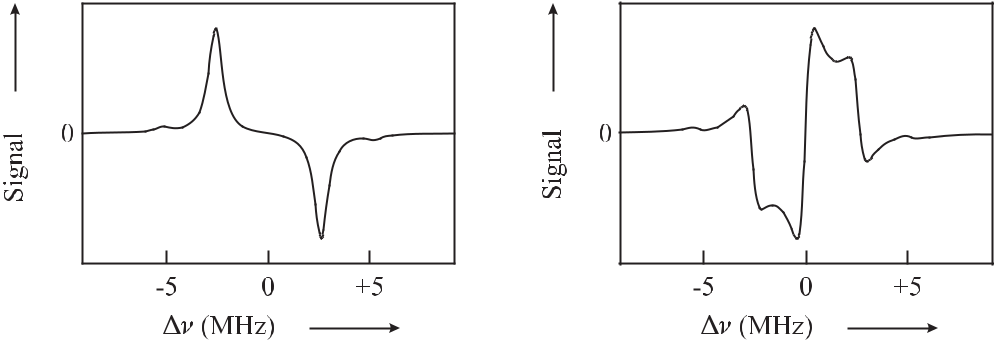 Signal
0
-5 0 +5
Δν (MHz)
Signal
0
-5 0 +5
Δν (MHz)